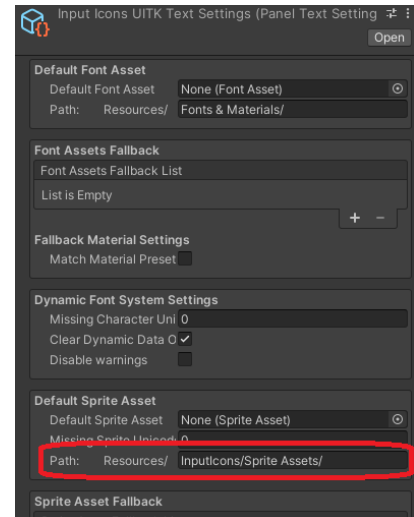 Input Icons UITK Text Settings (Panel Text Setting
Open
Default Font Asset
Default Font Asset None (Font Asset)
Path: Resources/ Fonts & Materials/
Font Assets Fallback
Font Assets Fallback List
List is Empty
+ −
Fallback Material Settings
Match Material Preset
Dynamic Font System Settings
Missing Character Uni 0
Clear Dynamic Data O
Disable warnings
Default Sprite Asset
Default Sprite Asset None (Sprite Asset)
Missing Sprite Unicod 0
Path: Resources/ InputIcons/Sprite Assets/
Sprite Asset Fallback